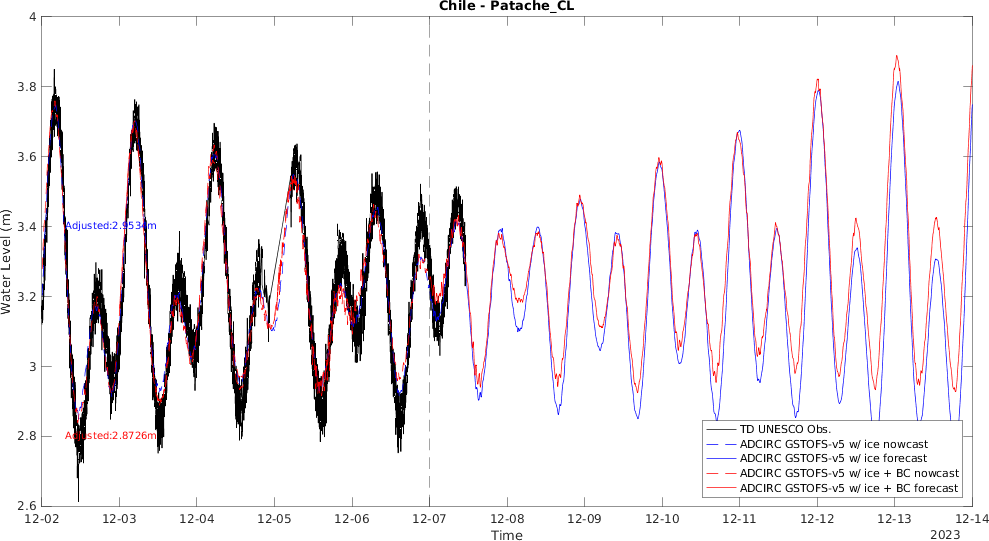 Chile - Patache_CL
4
3.8
3.6
3.4
3.2
3
2.8
2.6
Water Level (m)
Adjusted:2.9534m
Adjusted:2.8726m
TD UNESCO Obs.
ADCIRC GSTOFS-v5 w/ ice nowcast
ADCIRC GSTOFS-v5 w/ ice forecast
ADCIRC GSTOFS-v5 w/ ice + BC nowcast
ADCIRC GSTOFS-v5 w/ ice + BC forecast
12-02 12-03 12-04 12-05 12-06 12-07 12-08 12-09 12-10 12-11 12-12 12-13 12-14
Time
2023